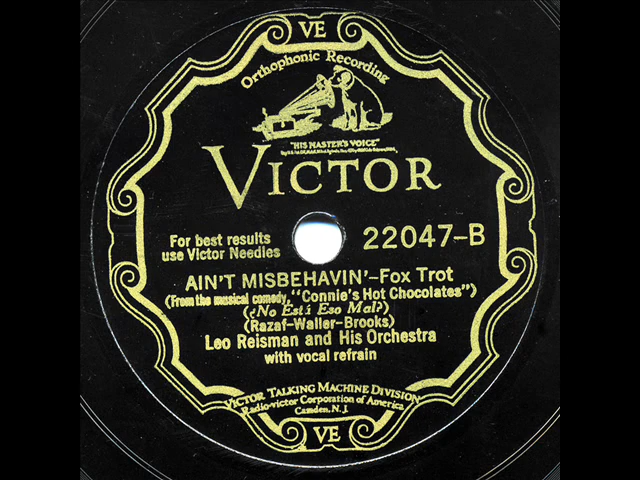 VE
Orthophonic Recording
"HIS MASTER'S VOICE"
VICTOR
For best results
use Victor Needles
22047-B
AIN'T MISBEHAVIN'-Fox Trot
(From the musical comedy, "Connie's Hot Chocolates")
(¿No Está Eso Mal?)
(Razaf-Waller-Brooks)
Leo Reisman and His Orchestra
with vocal refrain
VICTOR TALKING MACHINE DIVISION
Radio-Victor Corporation of America
Camden, N. J.
VE